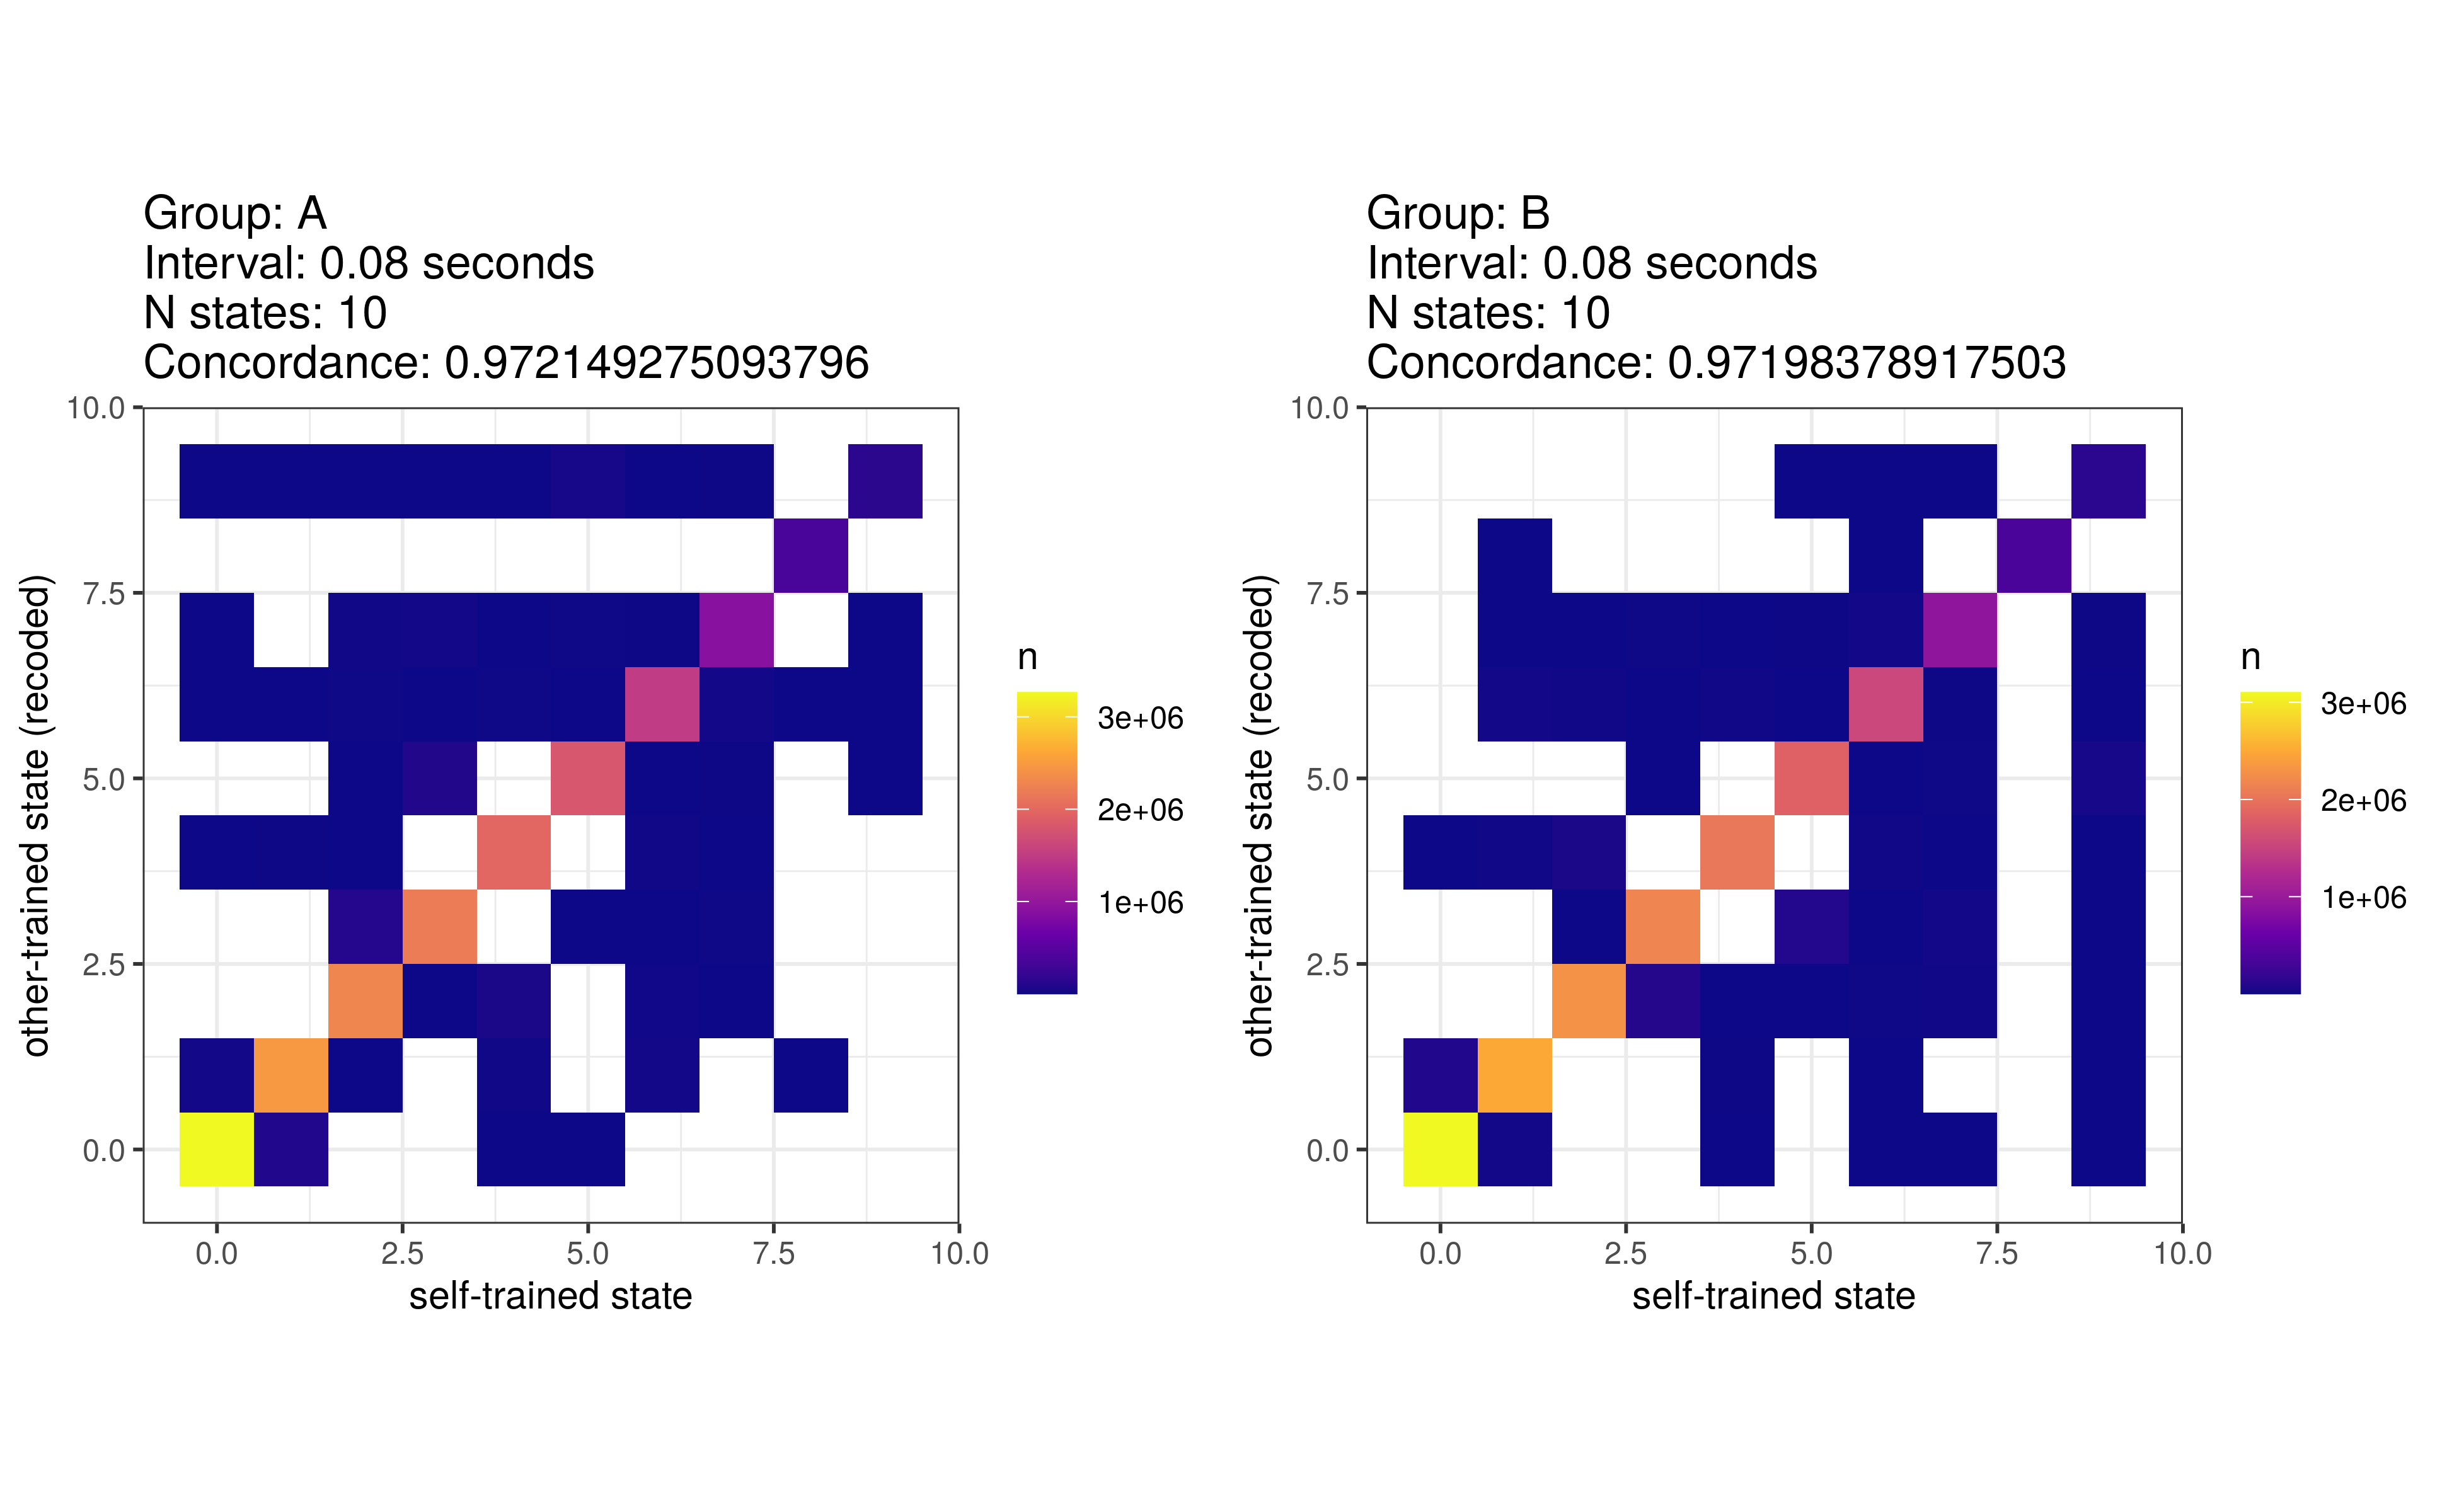 Group: A
Interval: 0.08 seconds
N states: 10
Concordance: 0.972149275093796
10.0
7.5
5.0
2.5
0.0
other-trained state (recoded)
0.0 2.5 5.0 7.5 10.0
self-trained state
n
3e+06
2e+06
1e+06
Group: B
Interval: 0.08 seconds
N states: 10
Concordance: 0.97198378917503
10.0
7.5
5.0
2.5
0.0
other-trained state (recoded)
0.0 2.5 5.0 7.5 10.0
self-trained state
n
3e+06
2e+06
1e+06